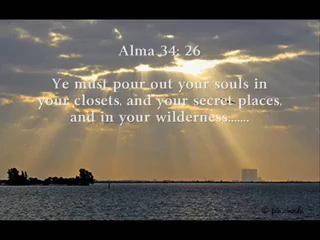 Alma 34: 26
Ye must pour out your souls in
your closets, and your secret places,
and in your wilderness.......